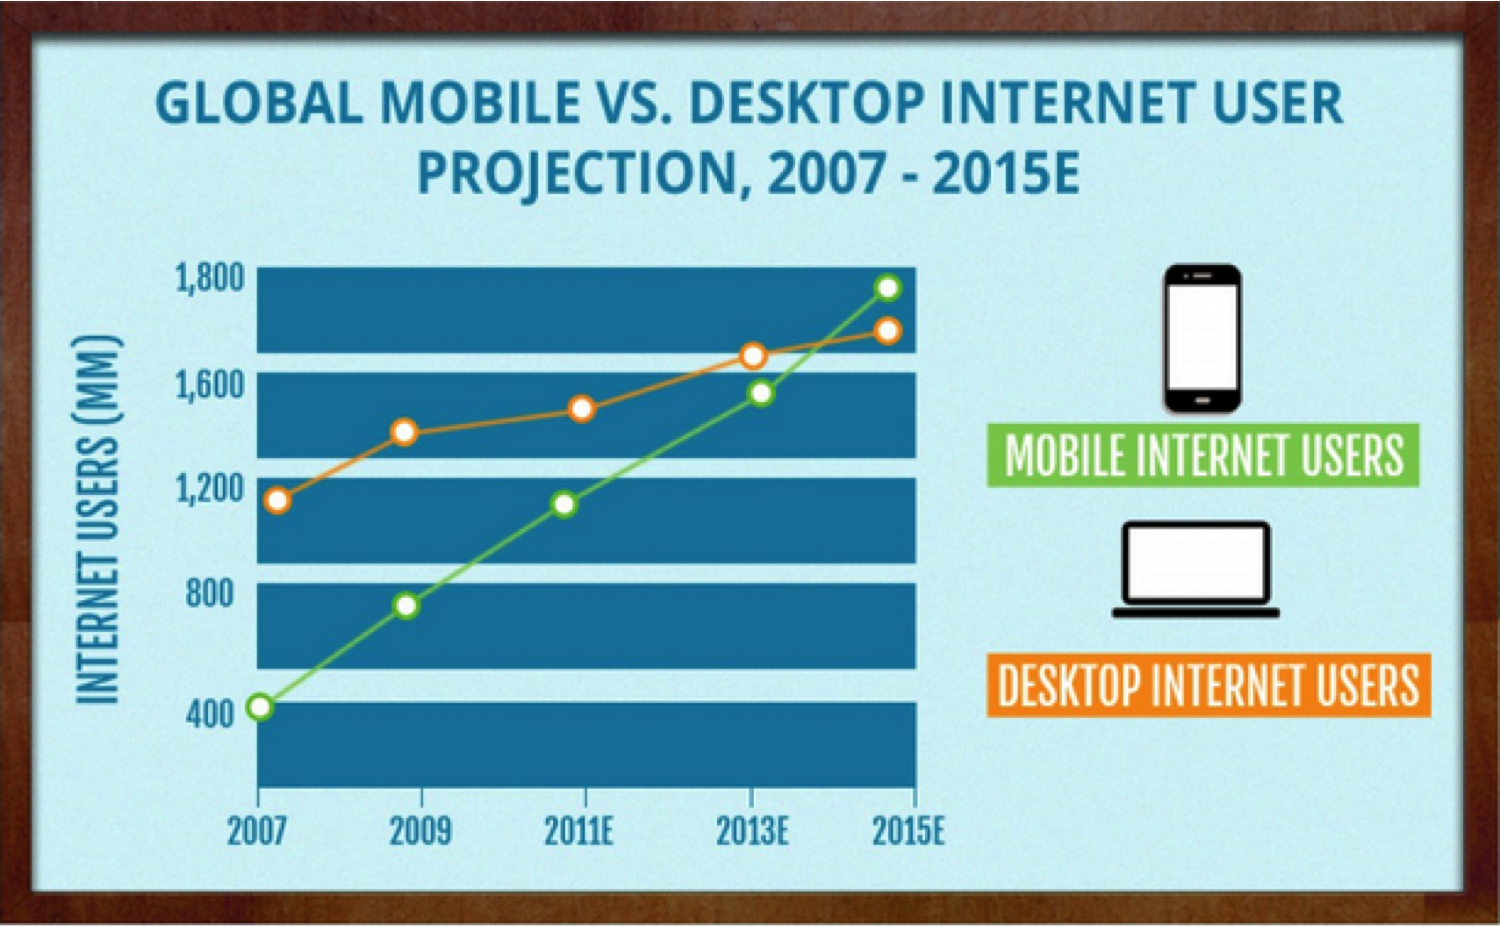 GLOBAL MOBILE VS. DESKTOP INTERNET USER
PROJECTION, 2007 - 2015E
INTERNET USERS (MM)
1,800
1,600
1,200
800
400
2007
2009
2011E
2013E
2015E
MOBILE INTERNET USERS
DESKTOP INTERNET USERS